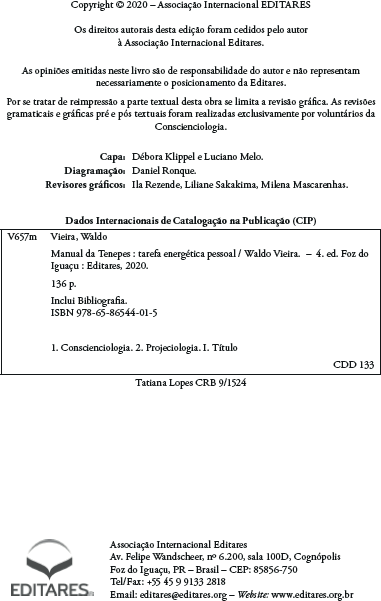 Copyright © 2020 – Associação Internacional EDITARES
Os direitos autorais desta edição foram cedidos pelo autor
à Associação Internacional Editares.
As opiniões emitidas neste livro são de responsabilidade do autor e não representam
necessariamente o posicionamento da Editares.
Por se tratar de reimpressão a parte textual desta obra se limita a revisão gráfica. As revisões
gramaticais e gráficas pré e pós textuais foram realizadas exclusivamente por voluntários da
Conscienciologia.
Capa: Débora Klippel e Luciano Melo.
Diagramação: Daniel Ronque.
Revisores gráficos: Ila Rezende, Liliane Sakakima, Milena Mascarenhas.
Dados Internacionais de Catalogação na Publicação (CIP)
V657m Vieira, Waldo
Manual da Tenepes : tarefa energética pessoal / Waldo Vieira. – 4. ed. Foz do
Iguaçu : Editares, 2020.
136 p.
Inclui Bibliografia.
ISBN 978-65-86544-01-5
1. Conscienciologia. 2. Projeciologia. I. Título
CDD 133
Tatiana Lopes CRB 9/1524
Associação Internacional Editares
Av. Felipe Wandscheer, nº 6.200, sala 100D, Cognópolis
Foz do Iguaçu, PR – Brasil – CEP: 85856-750
Tel/Fax: +55 45 9 9133 2818
Email: editares@editares.org – Website: www.editares.org.br
EDITARES